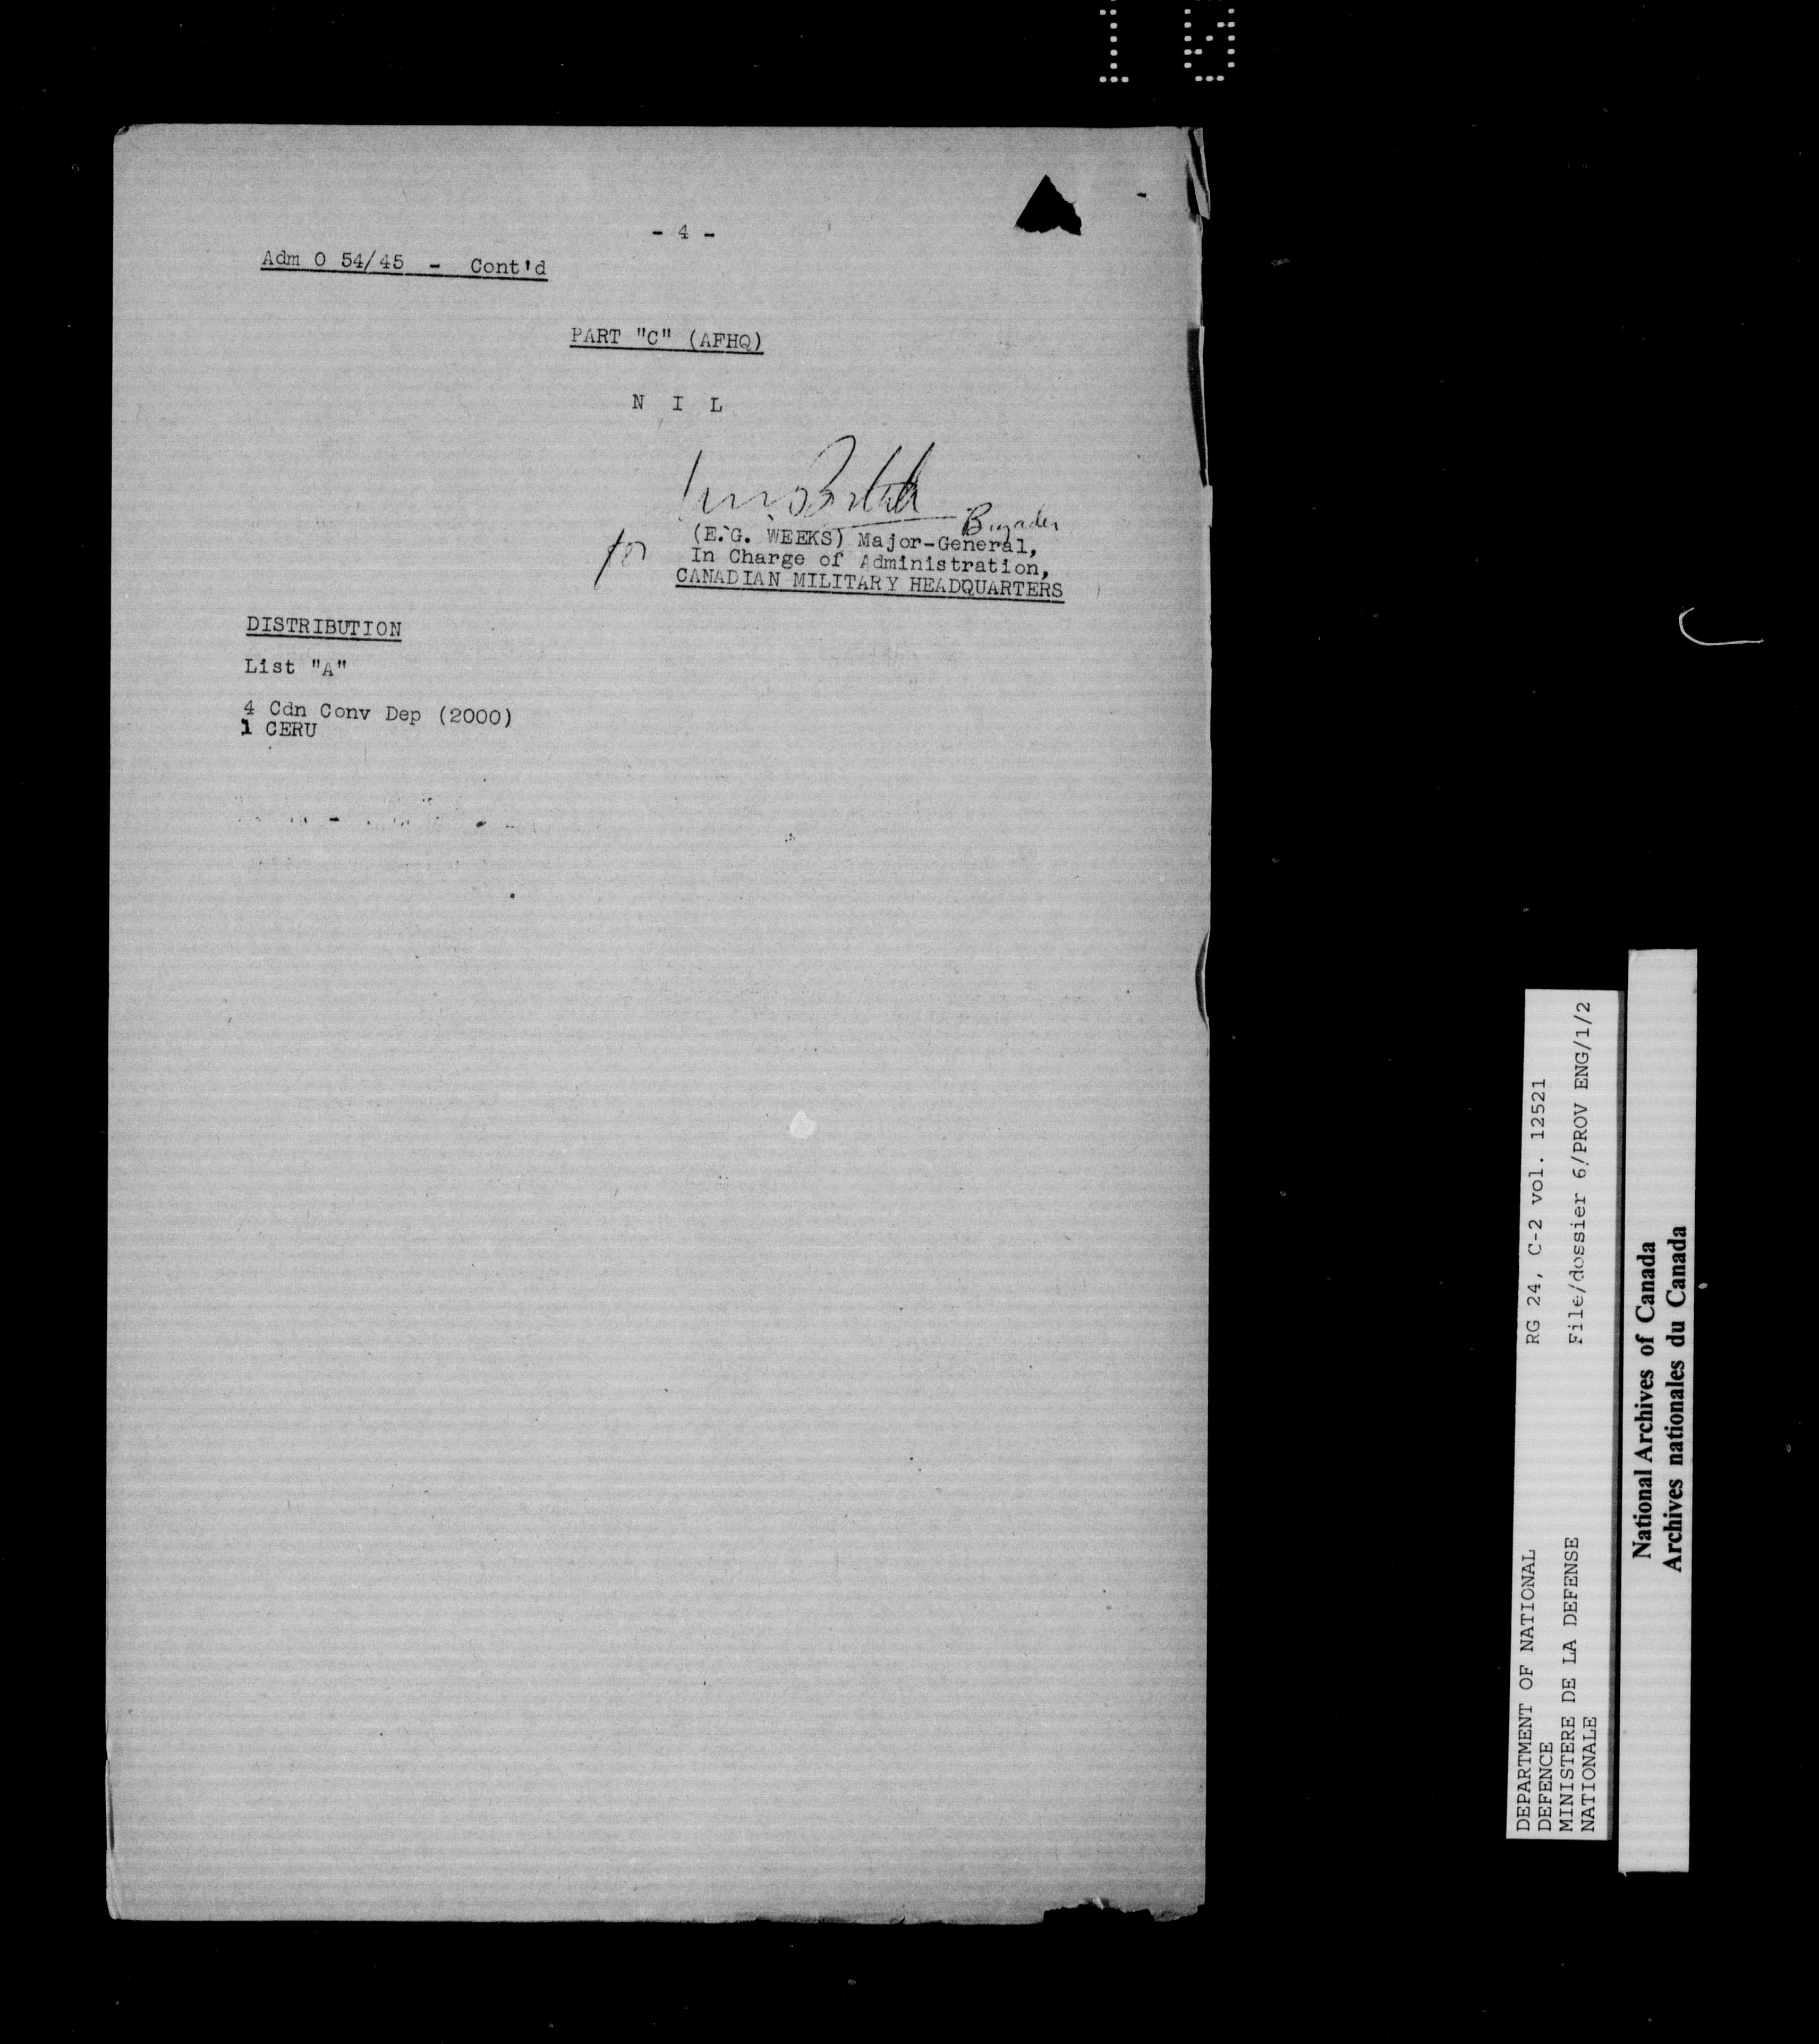 - 4 -
Adm O 54/45 - Cont'd
PART "C" (AFHQ)
N I L
Brigadier
for
(E.G. WEEKS) Major-General,
In Charge of Administration,
CANADIAN MILITARY HEADQUARTERS
DISTRIBUTION
List "A"
4 Cdn Conv Dep (2000)
1 CERU
DEPARTMENT OF NATIONAL
DEFENCE
MINISTERE DE LA DEFENSE
NATIONALE
RG 24, C-2 vol. 12521
File/dossier 6/PROV ENG/1/2
National Archives of Canada
Archives nationales du Canada